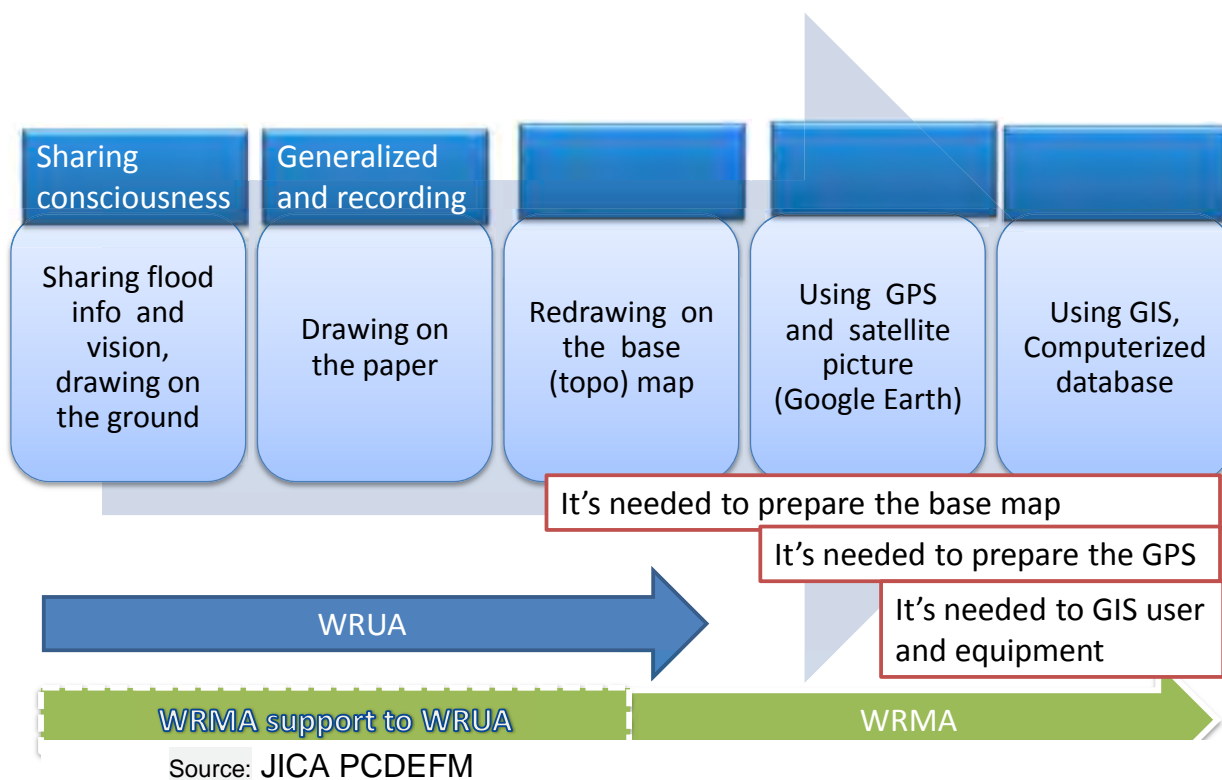 Sharing
consciousness
Generalized
and recording
Sharing flood
info and
vision,
drawing on
the ground
Drawing on
the paper
Redrawing on
the base
(topo) map
Using GPS
and satellite
picture
(Google Earth)
Using GIS,
Computerized
database
It's needed to prepare the base map
It's needed to prepare the GPS
It's needed to GIS user
and equipment
WRUA
WRMA support to WRUA
WRMA
Source: JICA PCDEFM